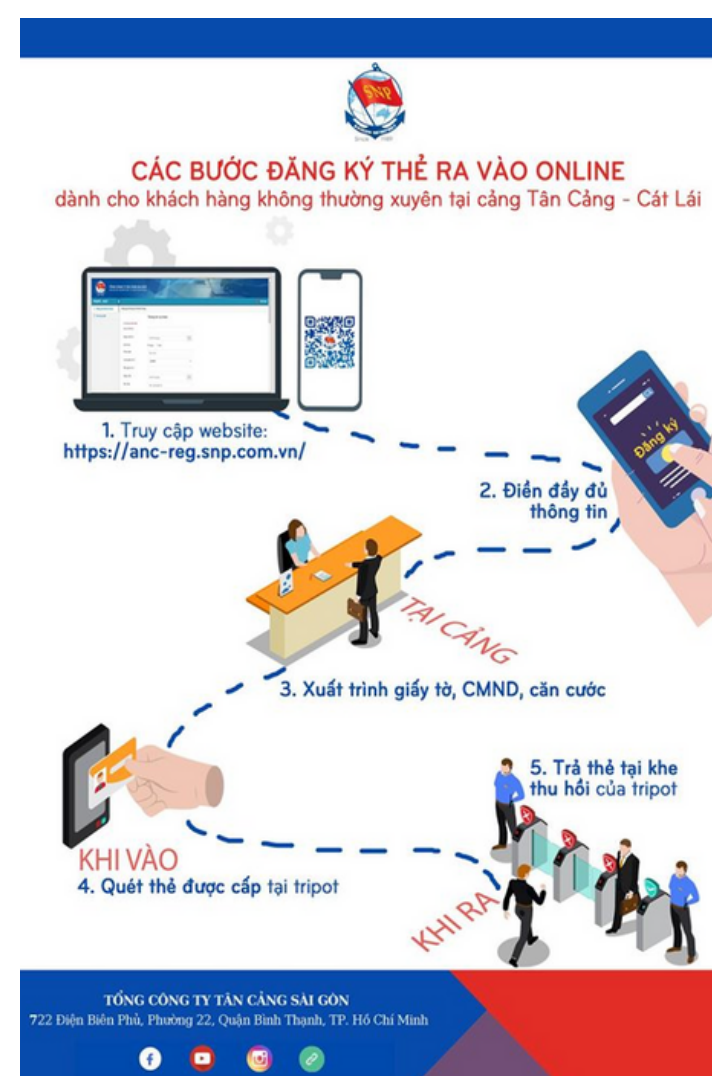 SNP
CÁC BƯỚC ĐĂNG KÝ THẺ RA VÀO ONLINE
dành cho khách hàng không thường xuyên tại cảng Tân Cảng - Cát Lái
1. Truy cập website:
https://anc-reg.snp.com.vn/
Đăng ký
2. Điền đầy đủ
thông tin
TẠI CẢNG
3. Xuất trình giấy tờ, CMND, căn cước
KHI VÀO
4. Quét thẻ được cấp tại tripot
5. Trả thẻ tại khe
thu hồi của tripot
KHI RA
TỔNG CÔNG TY TÂN CẢNG SÀI GÒN
722 Điện Biên Phủ, Phường 22, Quận Bình Thạnh, TP. Hồ Chí Minh